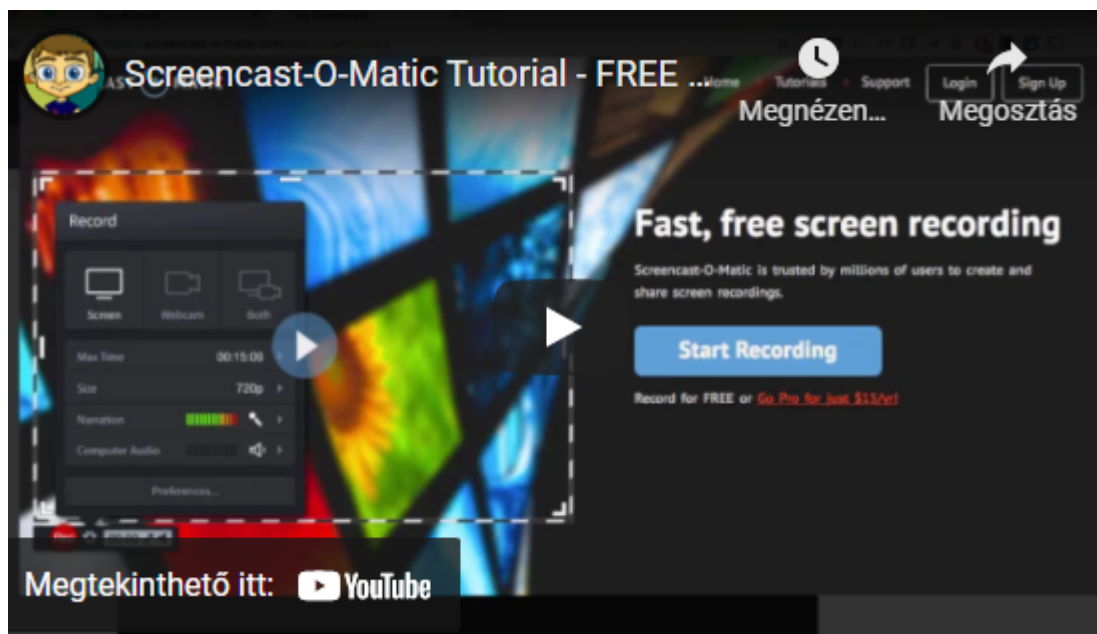 Screencast-O-Matic Tutorial - FREE ...
Home Tutorials Support Login Sign Up
Megnézen... Megosztás
Record
Screen Webcam Both
Max Time 00:15:00
Size 720p
Narration
Computer Audio
Preferences...
Fast, free screen recording
Screencast-O-Matic is trusted by millions of users to create and
share screen recordings.
Start Recording
Record for FREE or Go Pro for just $15/yr!
Rec
Megtekinthető itt: YouTube